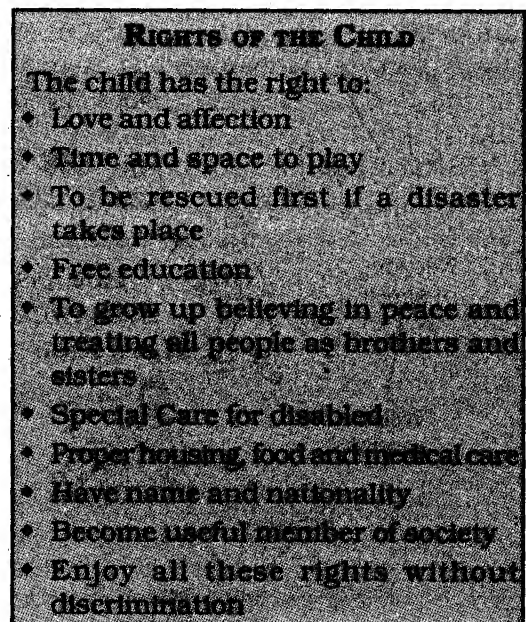 RIGHTS OF THE CHILD
The child has the right to:
♦ Love and affection
♦ Time and space to play
♦ To be rescued first if a disaster
takes place
♦ Free education
♦ To grow up believing in peace and
treating all people as brothers and
sisters
♦ Special Care for disabled
♦ Proper housing, food and medical care
♦ Have name and nationality
♦ Become useful member of society
♦ Enjoy all these rights without
discrimination